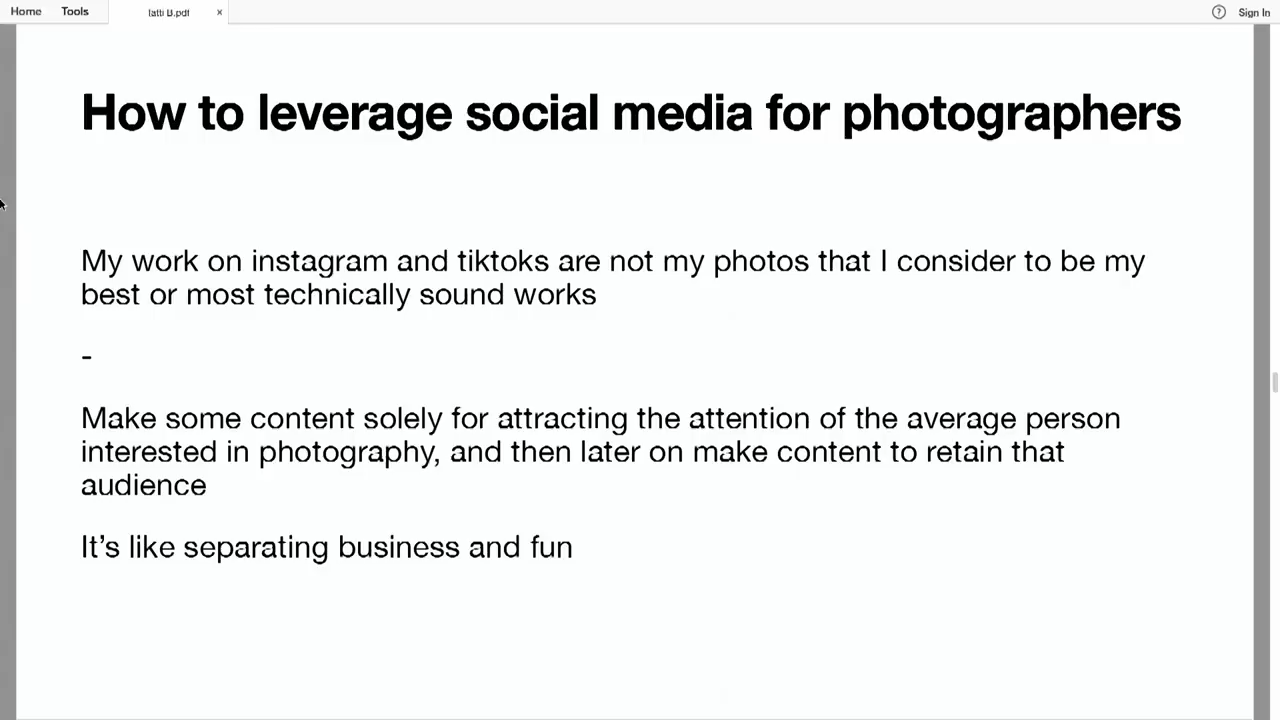 Home Tools .pdf × ? Sign In
How to leverage social media for photographers
My work on instagram and tiktoks are not my photos that I consider to be my
best or most technically sound works
-
Make some content solely for attracting the attention of the average person
interested in photography, and then later on make content to retain that
audience
It's like separating business and fun